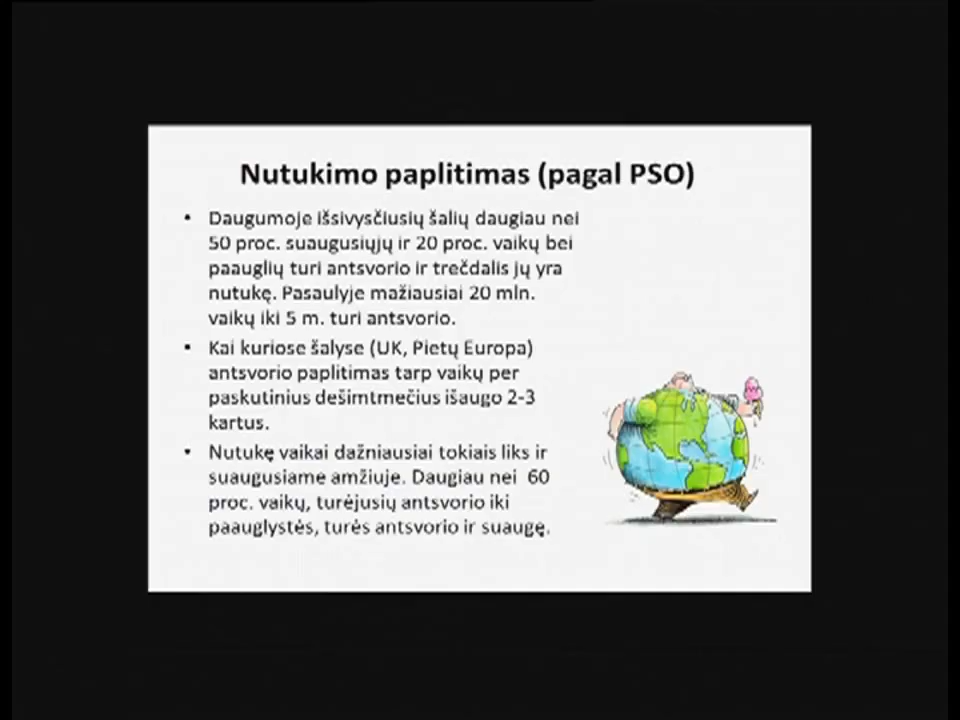 Nutukimo paplitimas (pagal PSO)
• Daugumoje išsivysčiusių šalių daugiau nei
50 proc. suaugusiųjų ir 20 proc. vaikų bei
paauglių turi antsvorio ir trečdalis jų yra
nutukę. Pasaulyje mažiausiai 20 mln.
vaikų iki 5 m. turi antsvorio.
• Kai kuriose šalyse (UK, Pietų Europa)
antsvorio paplitimas tarp vaikų per
paskutinius dešimtmečius išaugo 2-3
kartus.
• Nutukę vaikai dažniausiai tokiais liks ir
suaugusiame amžiuje. Daugiau nei 60
proc. vaikų, turėjusių antsvorio iki
paauglystės, turės antsvorio ir suaugę.